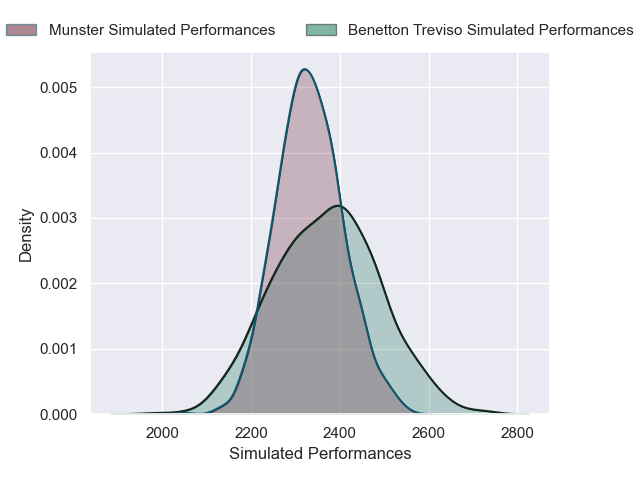 Munster Simulated Performances
Benetton Treviso Simulated Performances
0.005
0.004
0.003
0.002
0.001
0.000
Density
2000 2200 2400 2600 2800
Simulated Performances